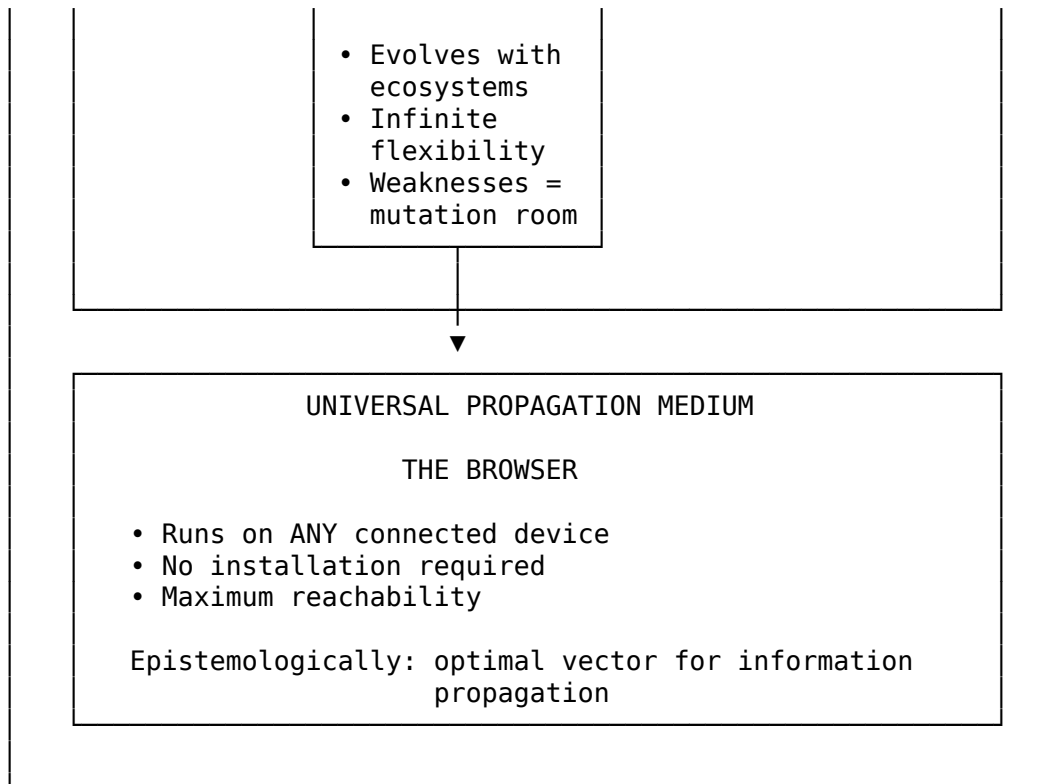 • Evolves with
ecosystems
• Infinite
flexibility
• Weaknesses =
mutation room
UNIVERSAL PROPAGATION MEDIUM
THE BROWSER
• Runs on ANY connected device
• No installation required
• Maximum reachability
Epistemologically: optimal vector for information
propagation